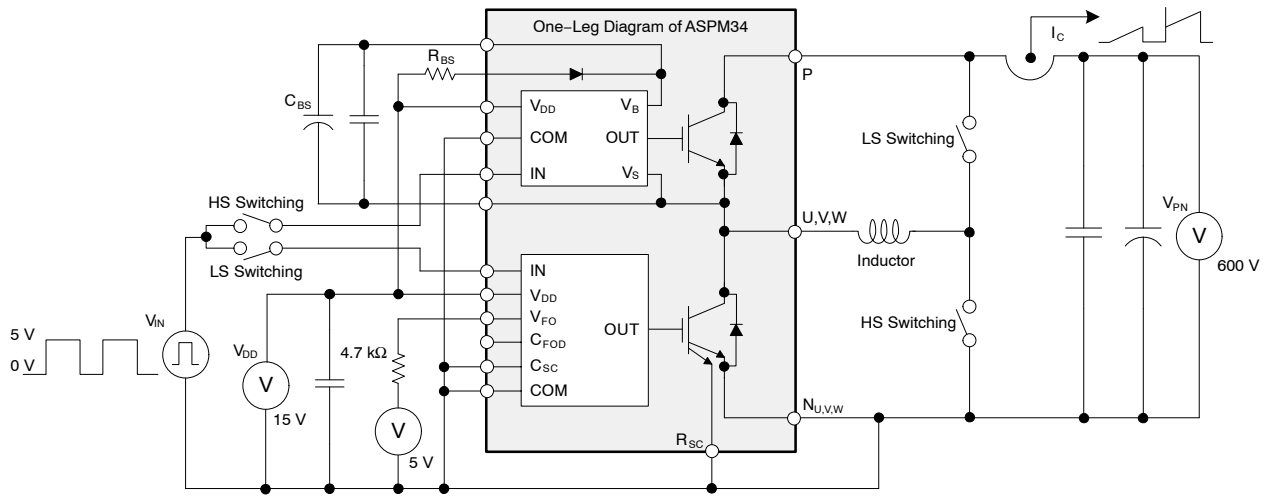 One-Leg Diagram of ASPM34
I_C
R_BS
P
C_BS
V_DD
V_B
COM
OUT
IN
V_S
LS Switching
HS Switching
U,V,W
V_PN
V
LS Switching
Inductor
600 V
IN
V_DD
V_IN
V_FO
OUT
HS Switching
5 V
C_FOD
0 V
V_DD
4.7 kΩ
C_SC
V
COM
15 V
N_U,V,W
V
R_SC
5 V